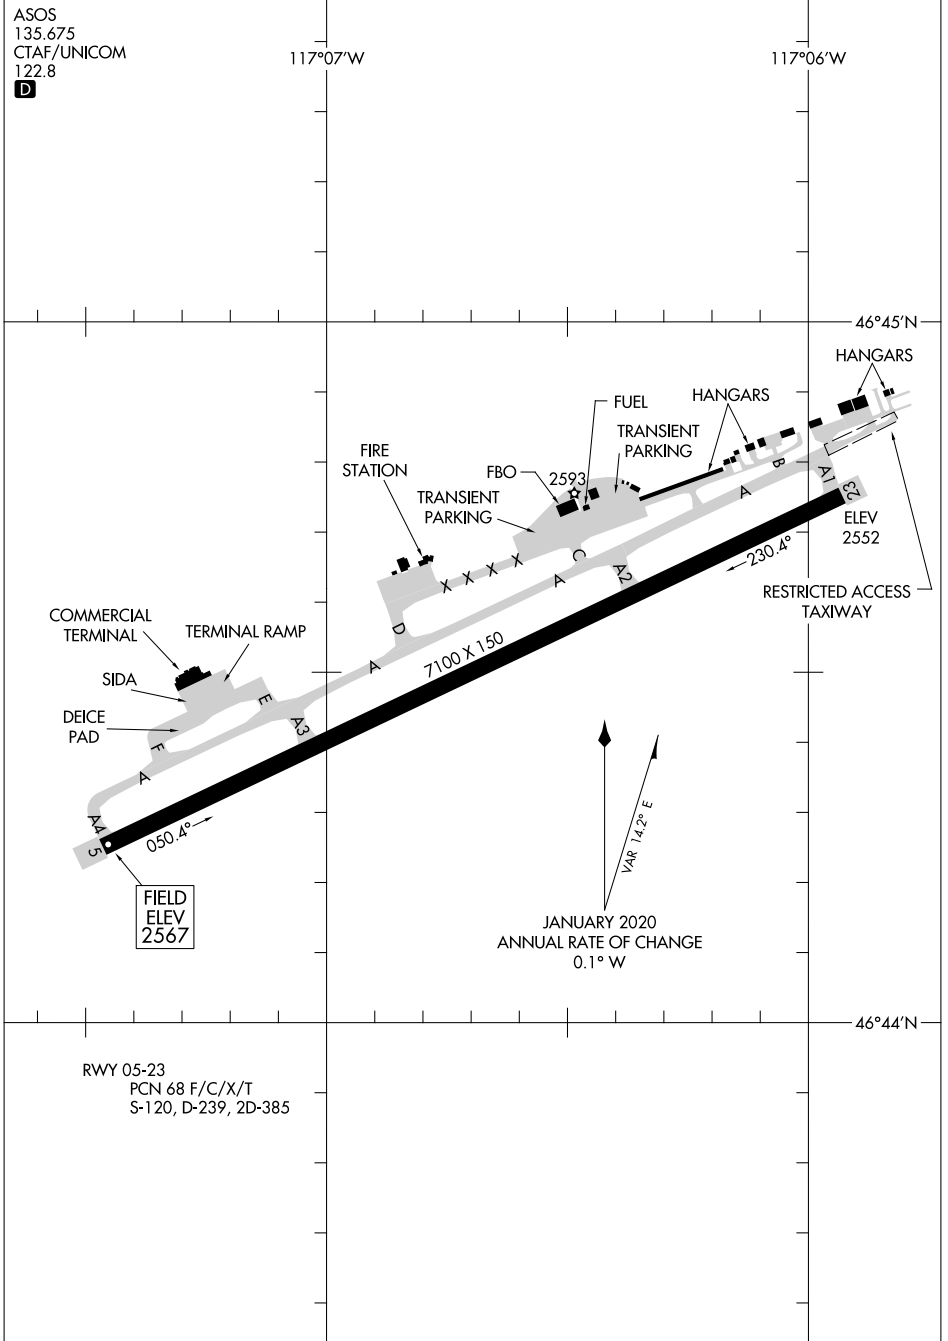 ASOS
135.675
CTAF/UNICOM
122.8
D
117°07'W
117°06'W
46°45'N
HANGARS
HANGARS
FUEL
TRANSIENT
PARKING
FIRE
STATION
FBO
2593
TRANSIENT
PARKING
B
A
A1
23
ELEV
2552
C
A
A2
230.4°
RESTRICTED ACCESS
TAXIWAY
X X X X
COMMERCIAL
TERMINAL
TERMINAL RAMP
D
7100 X 150
A
SIDA
E
DEICE
PAD
A3
F
A
A4
5
050.4°
VAR 14.2° E
FIELD
ELEV
2567
JANUARY 2020
ANNUAL RATE OF CHANGE
0.1° W
46°44'N
RWY 05-23
PCN 68 F/C/X/T
S-120, D-239, 2D-385